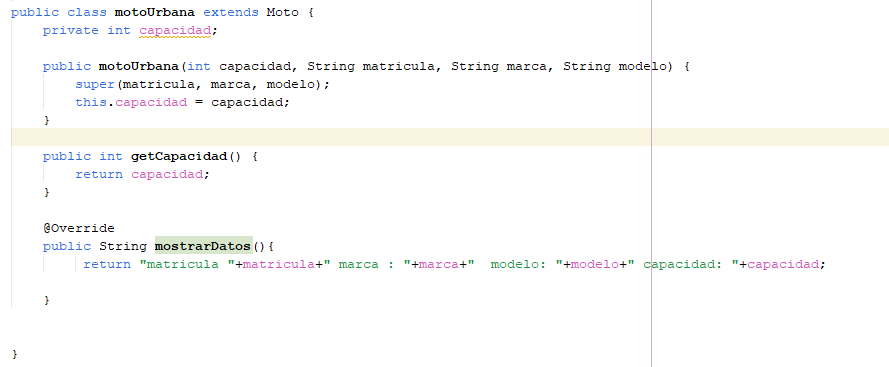 public class motoUrbana extends Moto {
    private int capacidad;
    public motoUrbana(int capacidad, String matricula, String marca, String modelo) {
        super(matricula, marca, modelo);
        this.capacidad = capacidad;
    }
    public int getCapacidad() {
        return capacidad;
    }
    @Override
    public String mostrarDatos(){
         return "matricula "+matricula+" marca : "+marca+"  modelo: "+modelo+" capacidad: "+capacidad;
    }
}